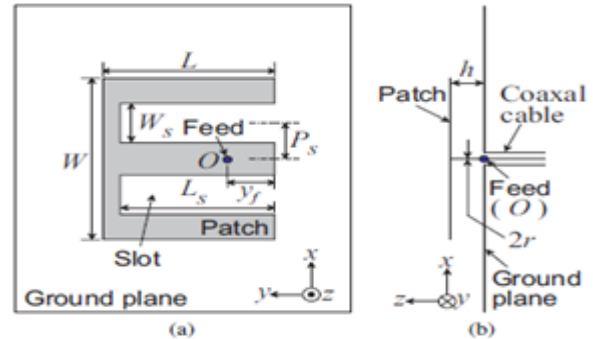 L
W
W_s
Feed
P_s
O
L_s
y_f
Patch
Slot
Ground plane
x
y
z
(a)
h
Patch
Coaxal
cable
Feed
(O)
2r
x
z
y
Ground
plane
(b)